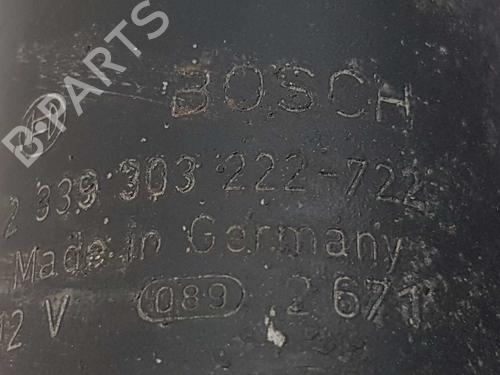 B-PARTS
BOSCH
2 339 303 222-722
Made in Germany
12 V 089 2 671